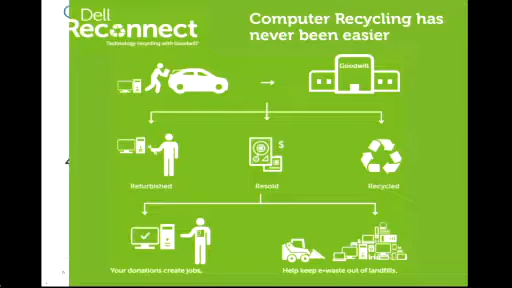 Dell
Reconnect
Technology recycling with Goodwill®
Computer Recycling has
never been easier
Goodwill
$
Refurbished
Resold
Recycled
Your donations create jobs.
Help keep e-waste out of landfills.